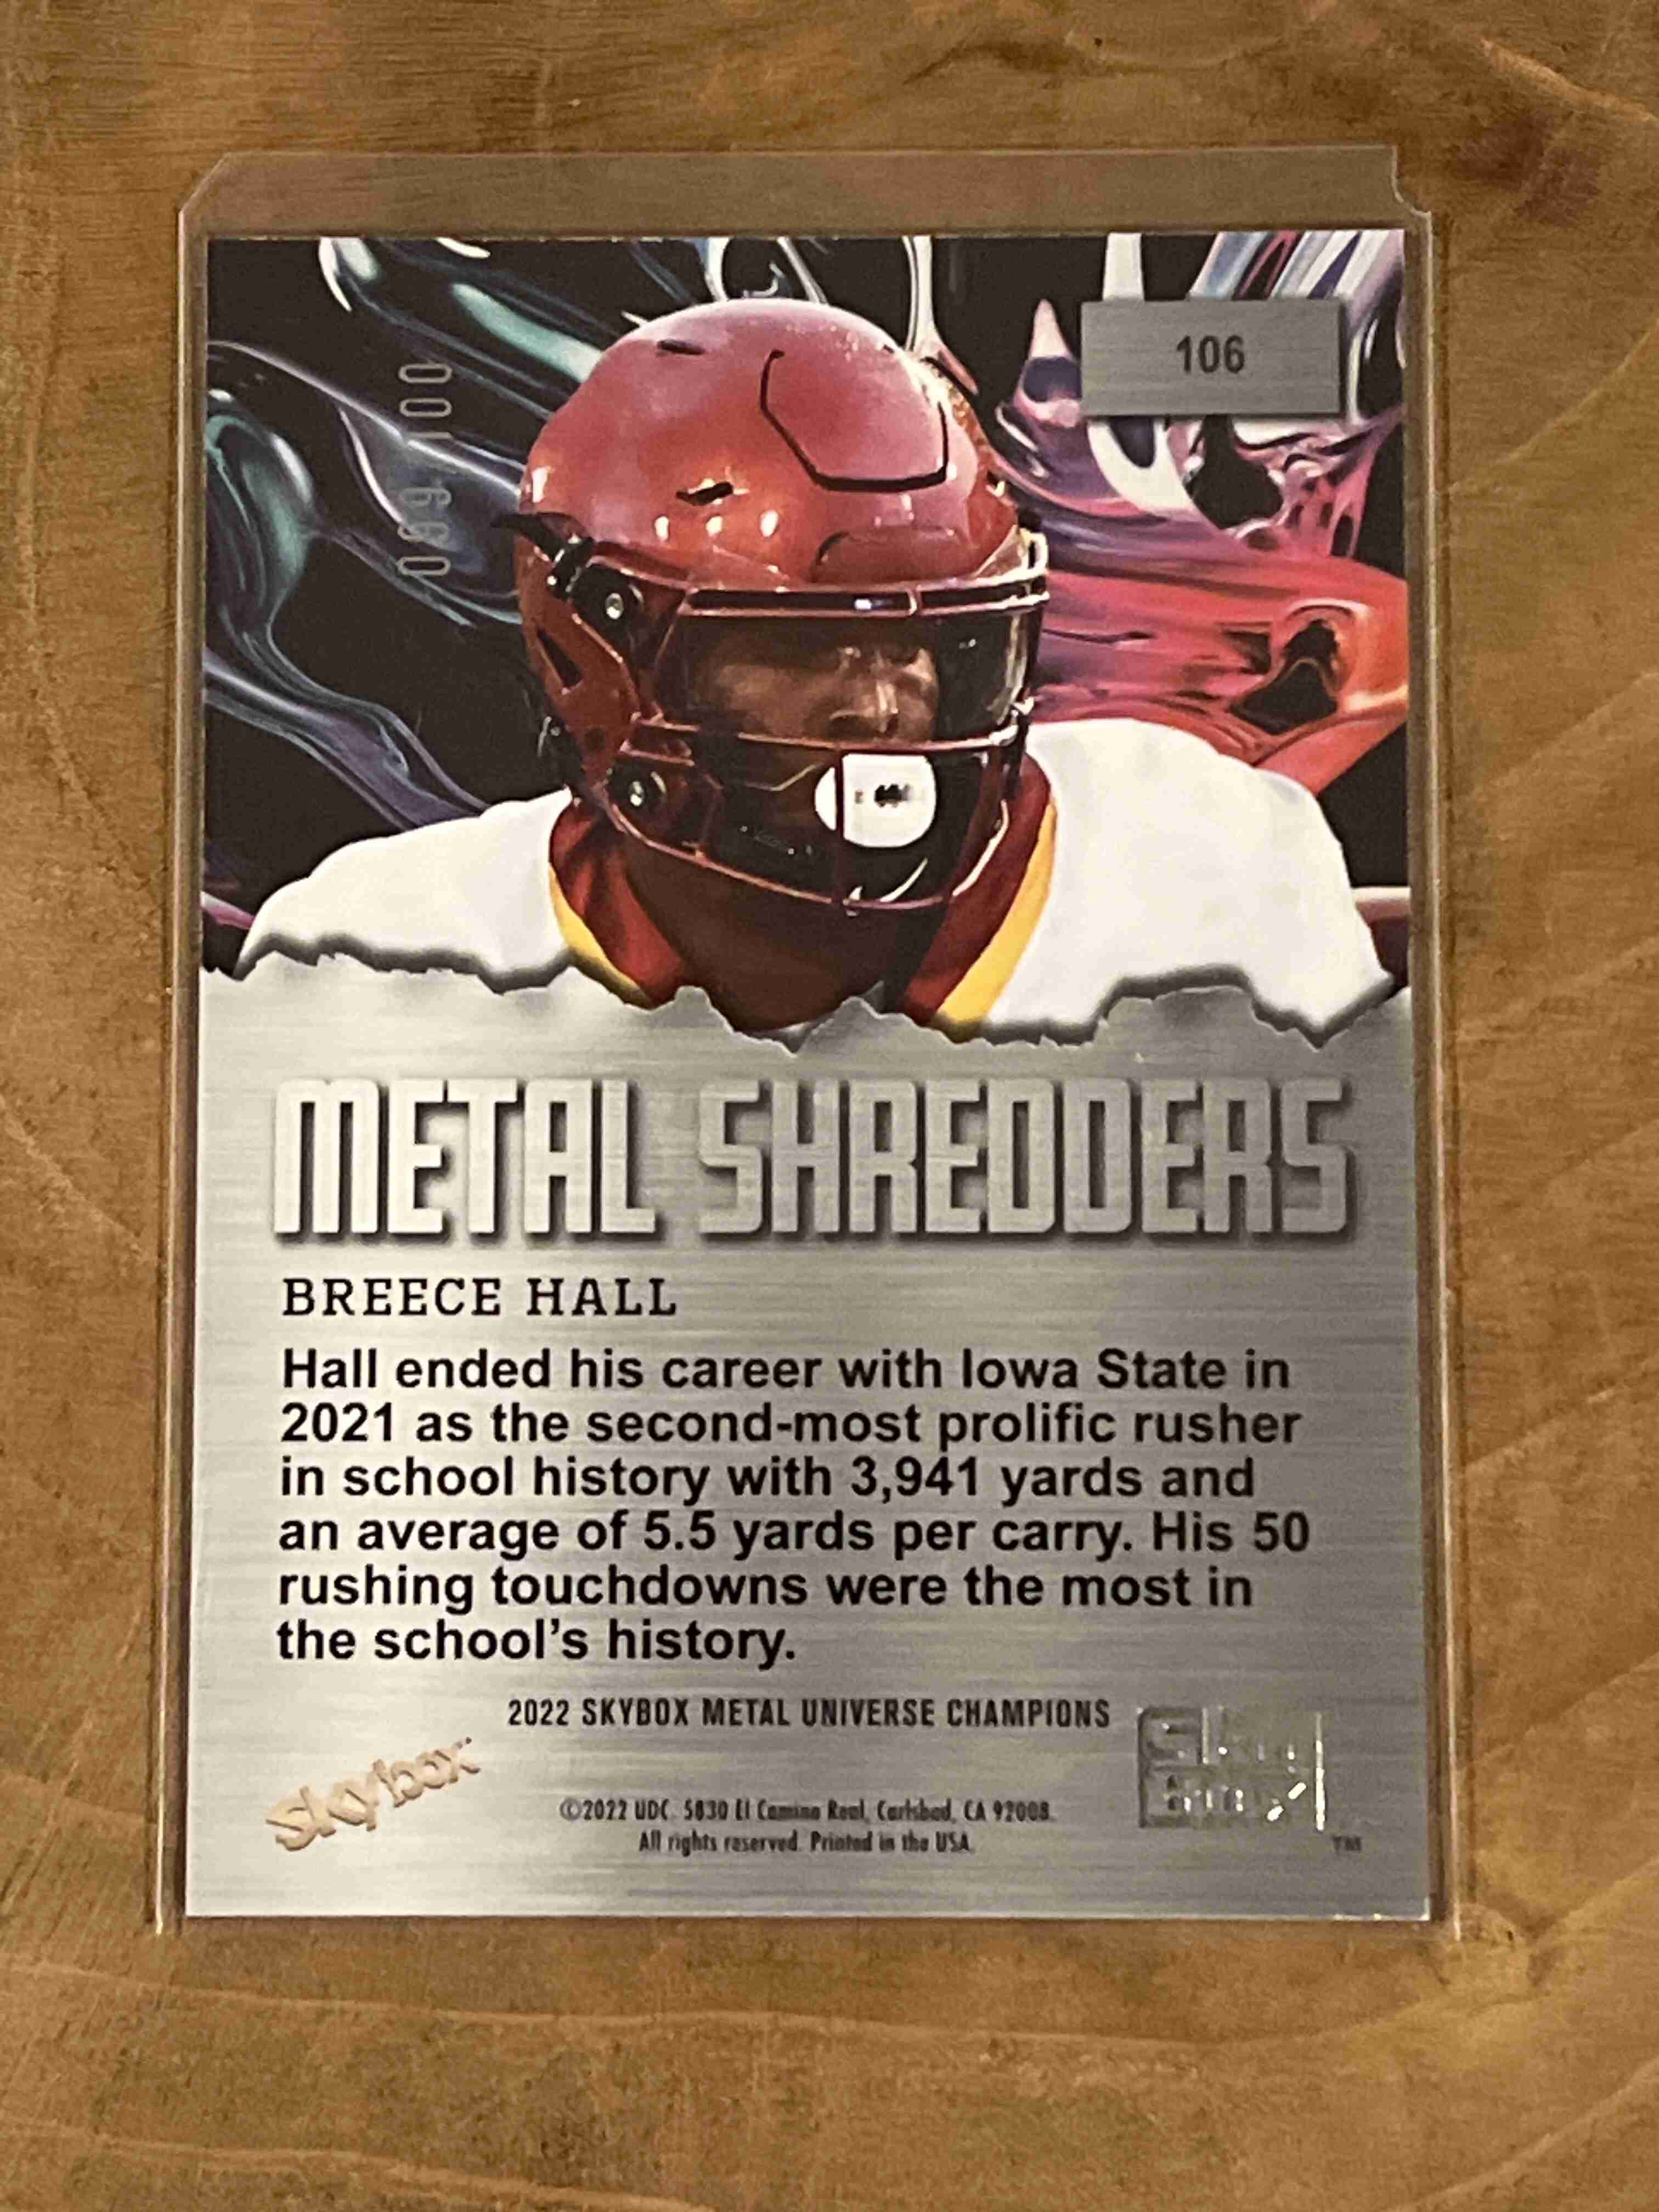 106
METAL SHREDDERS
BREECE HALL
Hall ended his career with Iowa State in
2021 as the second-most prolific rusher
in school history with 3,941 yards and
an average of 5.5 yards per carry. His 50
rushing touchdowns were the most in
the school's history.
2022 SKYBOX METAL UNIVERSE CHAMPIONS
Skybox
©2022 UDC. 5830 El Camino Real, Carlsbad, CA 92008.
All rights reserved. Printed in the USA.
TM